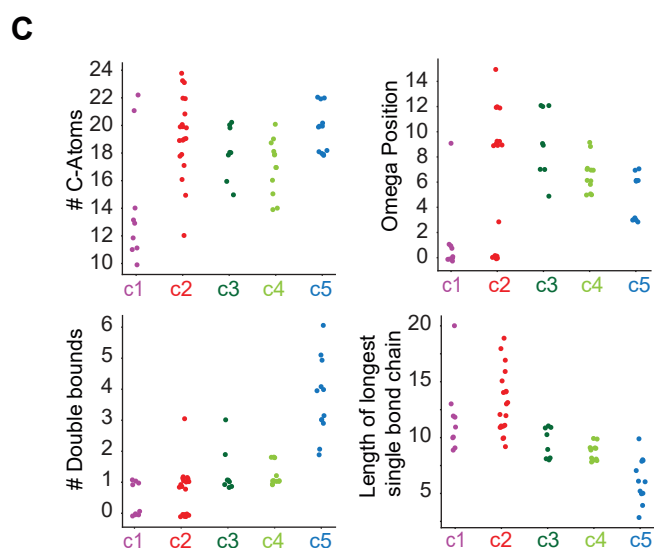 C
# C-Atoms
24
22
20
18
16
14
12
10
c1 c2 c3 c4 c5
Omega Position
14
12
10
8
6
4
2
0
c1 c2 c3 c4 c5
# Double bounds
6
5
4
3
2
1
0
c1 c2 c3 c4 c5
Length of longest
single bond chain
20
15
10
5
c1 c2 c3 c4 c5